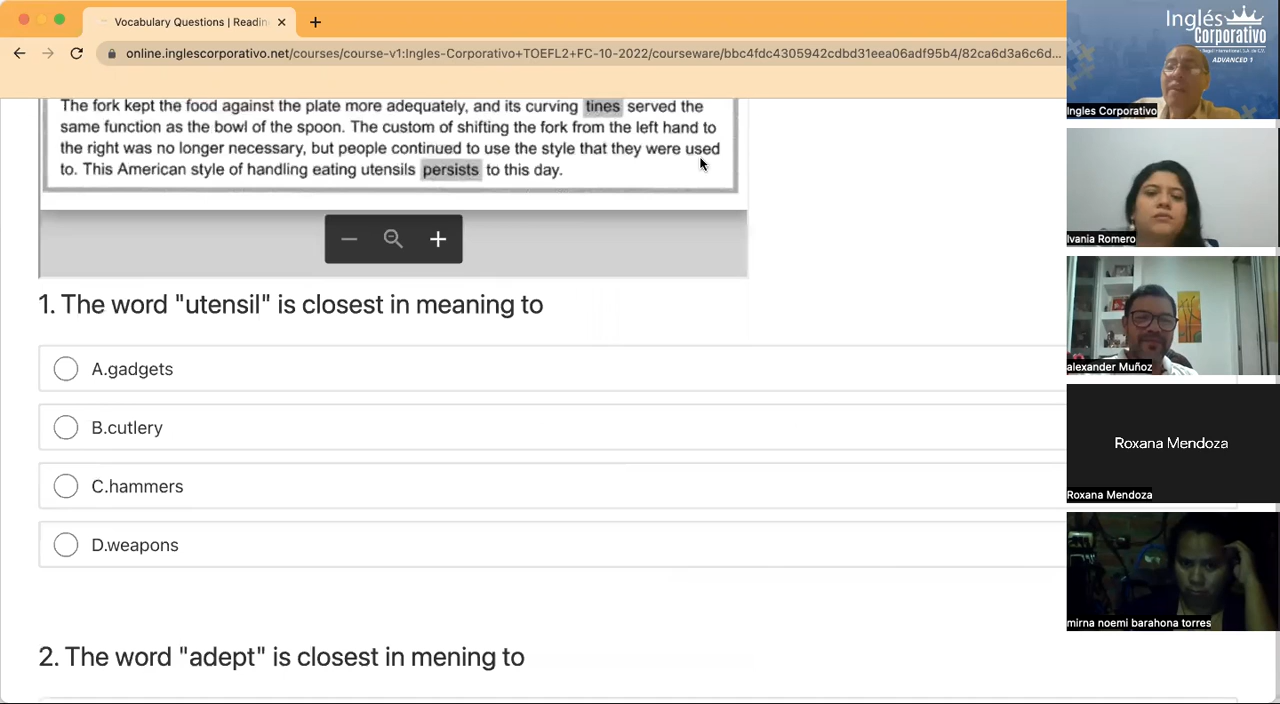 Vocabulary Questions | Readin
online.inglescorporativo.net/courses/course-v1:Ingles-Corporativo+TOEFL2+FC-10-2022/courseware/bbc4fdc4305942cdbd31eea06adf95b4/82ca6d3a6c6d...
The fork kept the food against the plate more adequately, and its curving tines served the
same function as the bowl of the spoon. The custom of shifting the fork from the left hand to
the right was no longer necessary, but people continued to use the style that they were used
to. This American style of handling eating utensils persists to this day.
1. The word "utensil" is closest in meaning to
A.gadgets
B.cutlery
C.hammers
D.weapons
2. The word "adept" is closest in mening to
Inglés
Corporativo
ADVANCED 1
Ingles Corporativo
Ivania Romero
alexander Muñoz
Roxana Mendoza
Roxana Mendoza
mirna noemi barahona torres